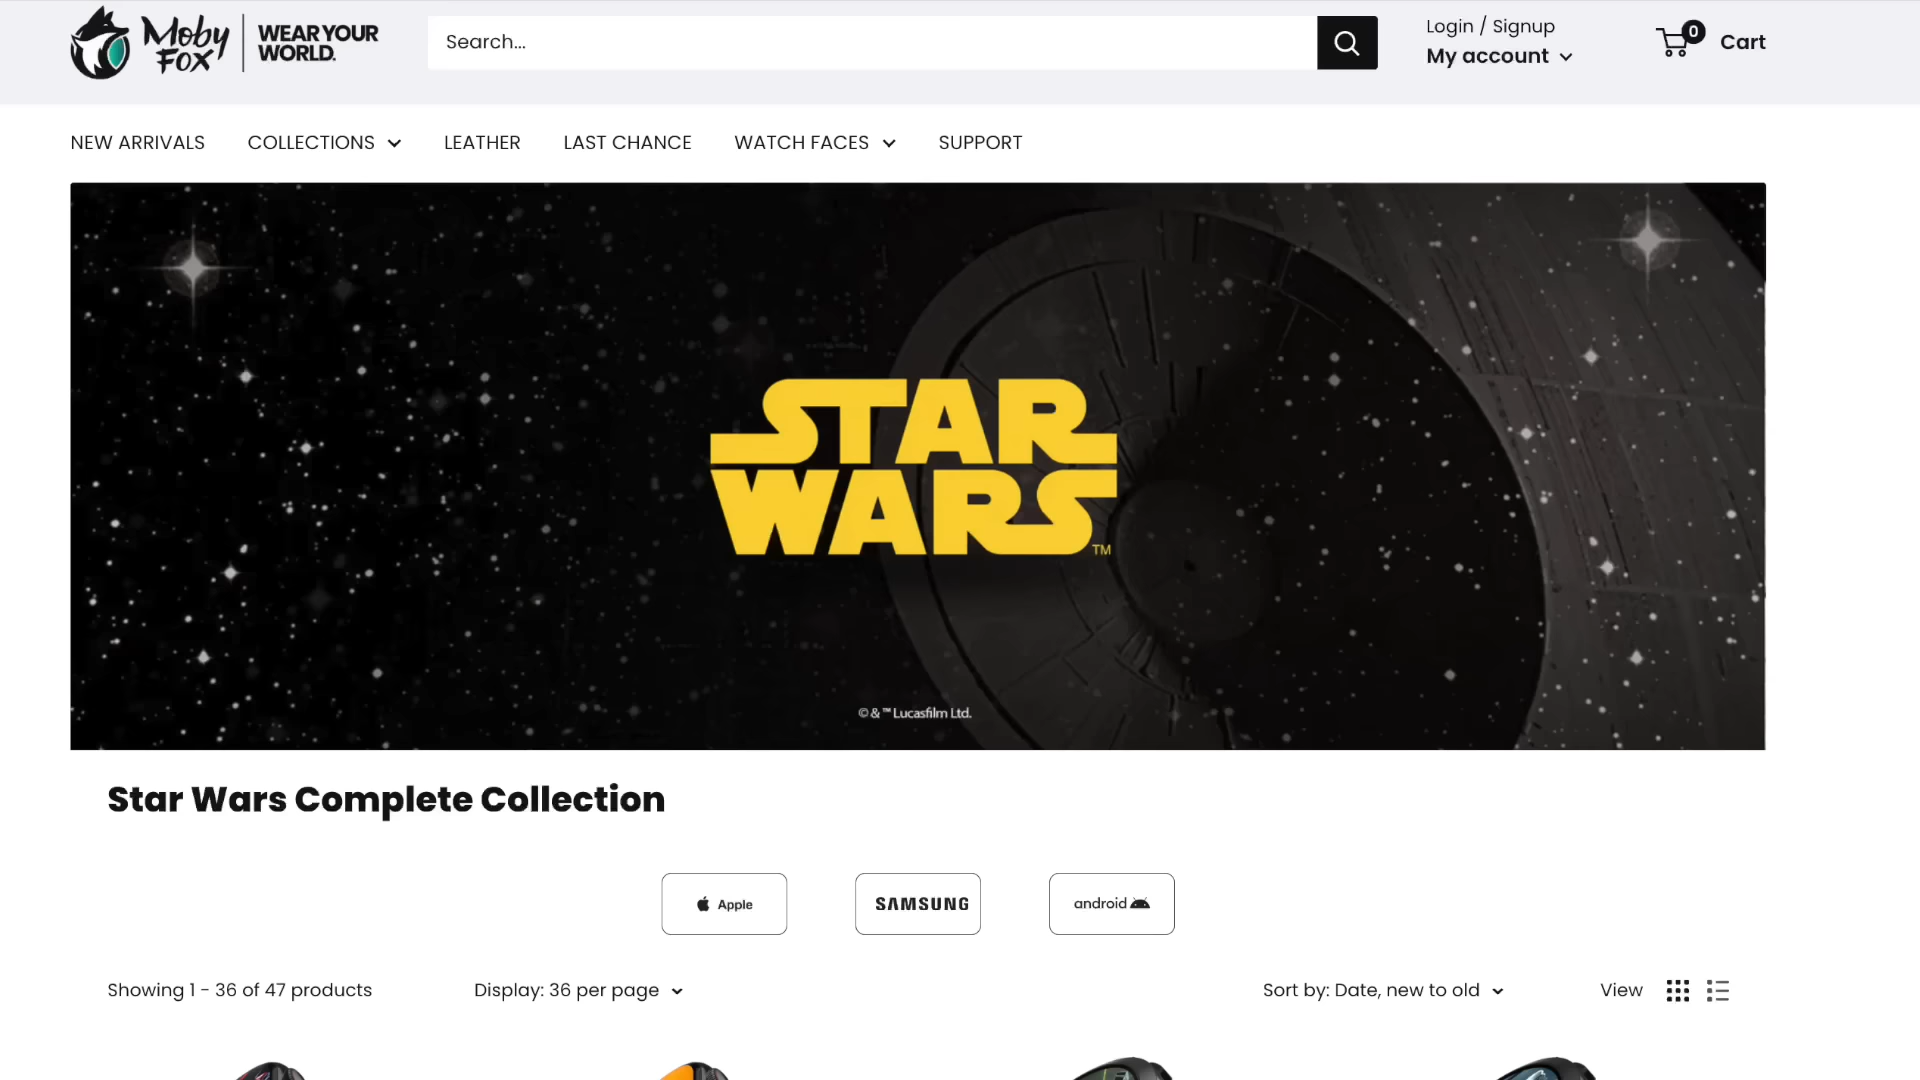 Moby
FOX
WEAR YOUR
WORLD.
Search...
Login / Signup
My account
0
Cart
NEW ARRIVALS
COLLECTIONS
LEATHER
LAST CHANCE
WATCH FACES
SUPPORT
STAR
WARS TM
© & ™ Lucasfilm Ltd.
Star Wars Complete Collection
Apple
SAMSUNG
android
Showing 1 - 36 of 47 products
Display: 36 per page
Sort by: Date, new to old
View